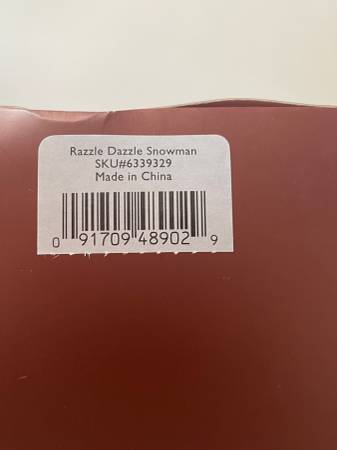 Razzle Dazzle Snowman
SKU#6339329
Made in China
0 91709 48902 9